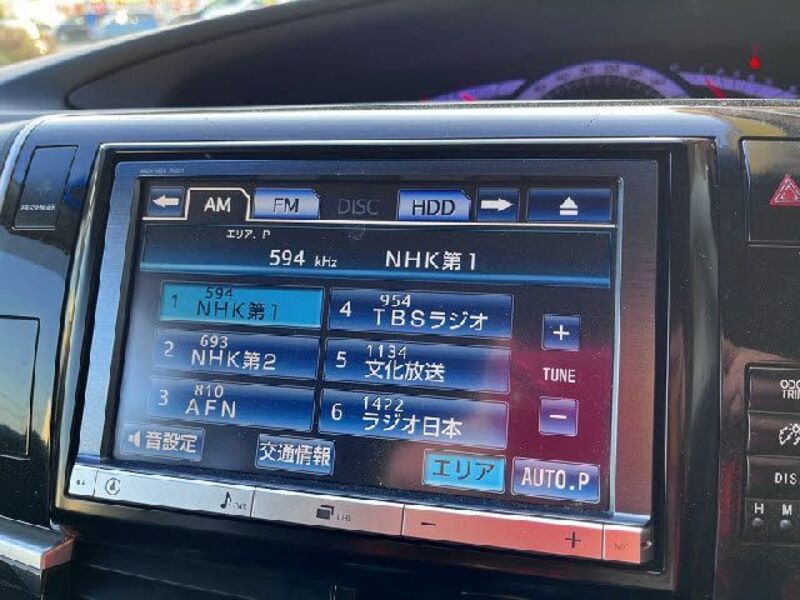 AM FM DISC HDD
エリア. P
594 kHz NHK第1
1 594 NHK第1
2 693 NHK第2
3 810 AFN
4 954 TBSラジオ
5 1134 文化放送
6 1422 ラジオ日本
+
TUNE
−
音設定 交通情報 エリア AUTO.P
− +
ODO
TRI
DIS
H M